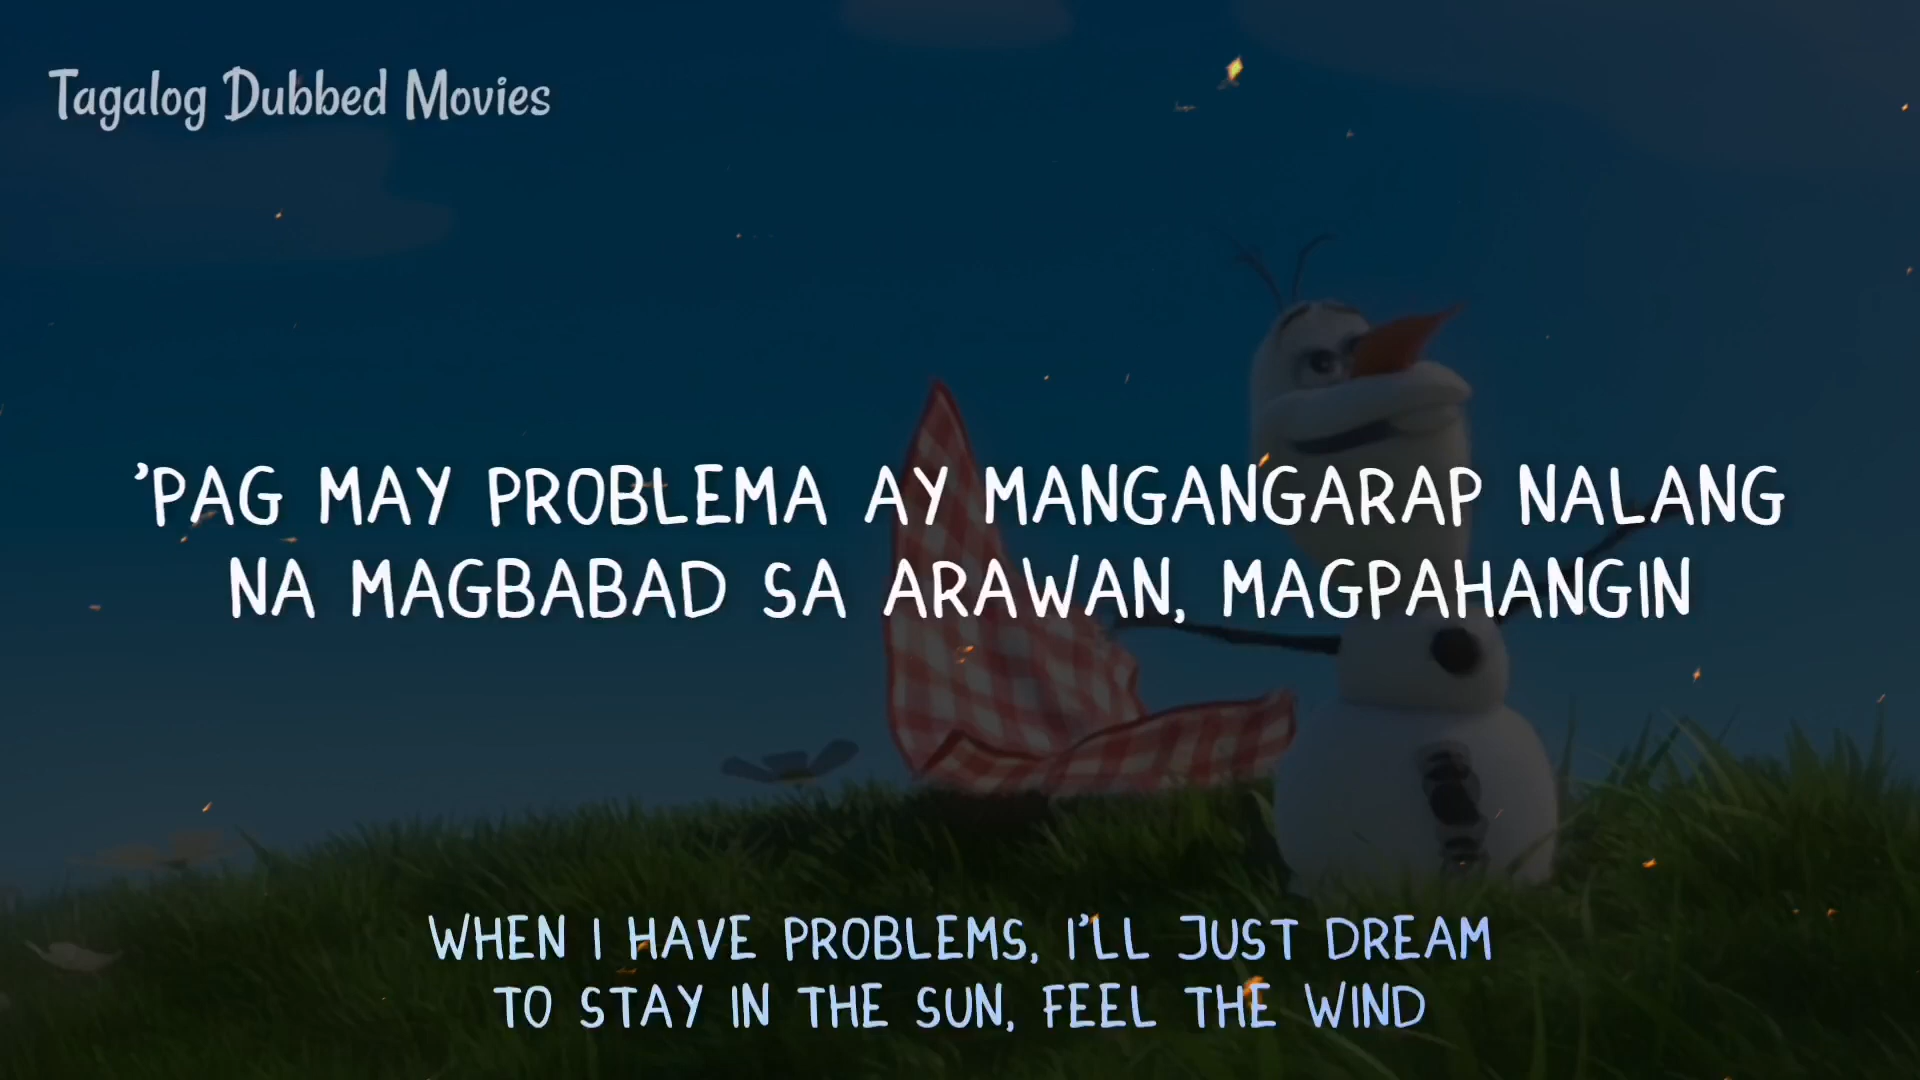 Tagalog Dubbed Movies
'PAG MAY PROBLEMA AY MANGANGARAP NALANG
NA MAGBABAD SA ARAWAN, MAGPAHANGIN
WHEN I HAVE PROBLEMS, I'LL JUST DREAM
TO STAY IN THE SUN, FEEL THE WIND